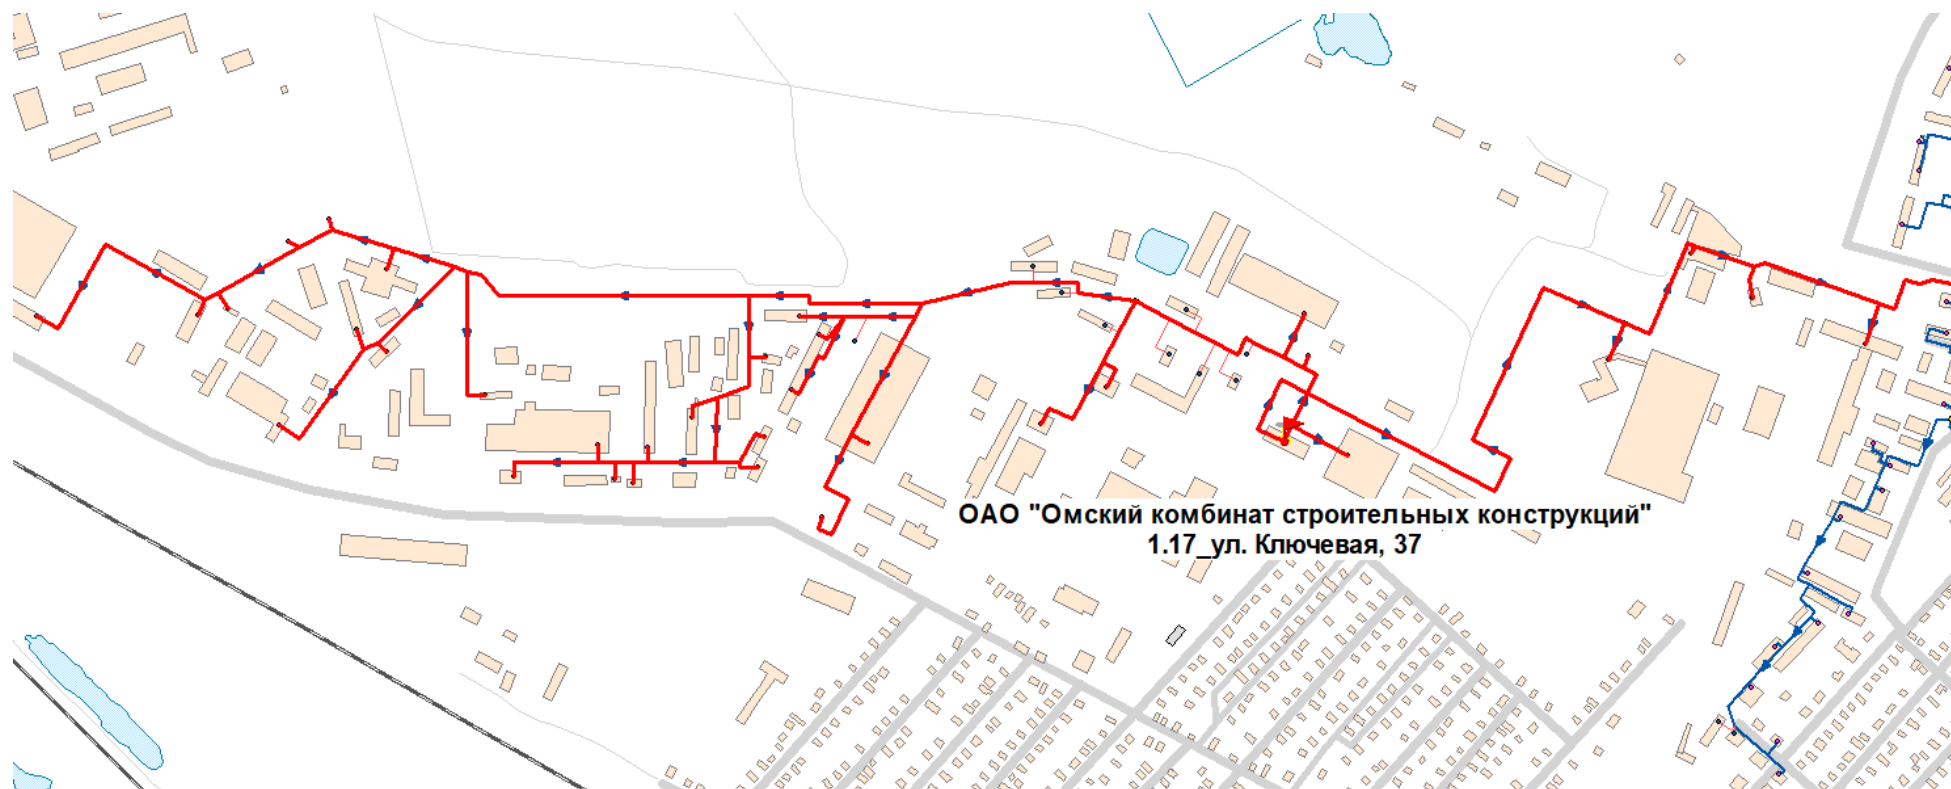 ОАО "Омский комбинат строительных конструкций"
1.17_ул. Ключевая, 37